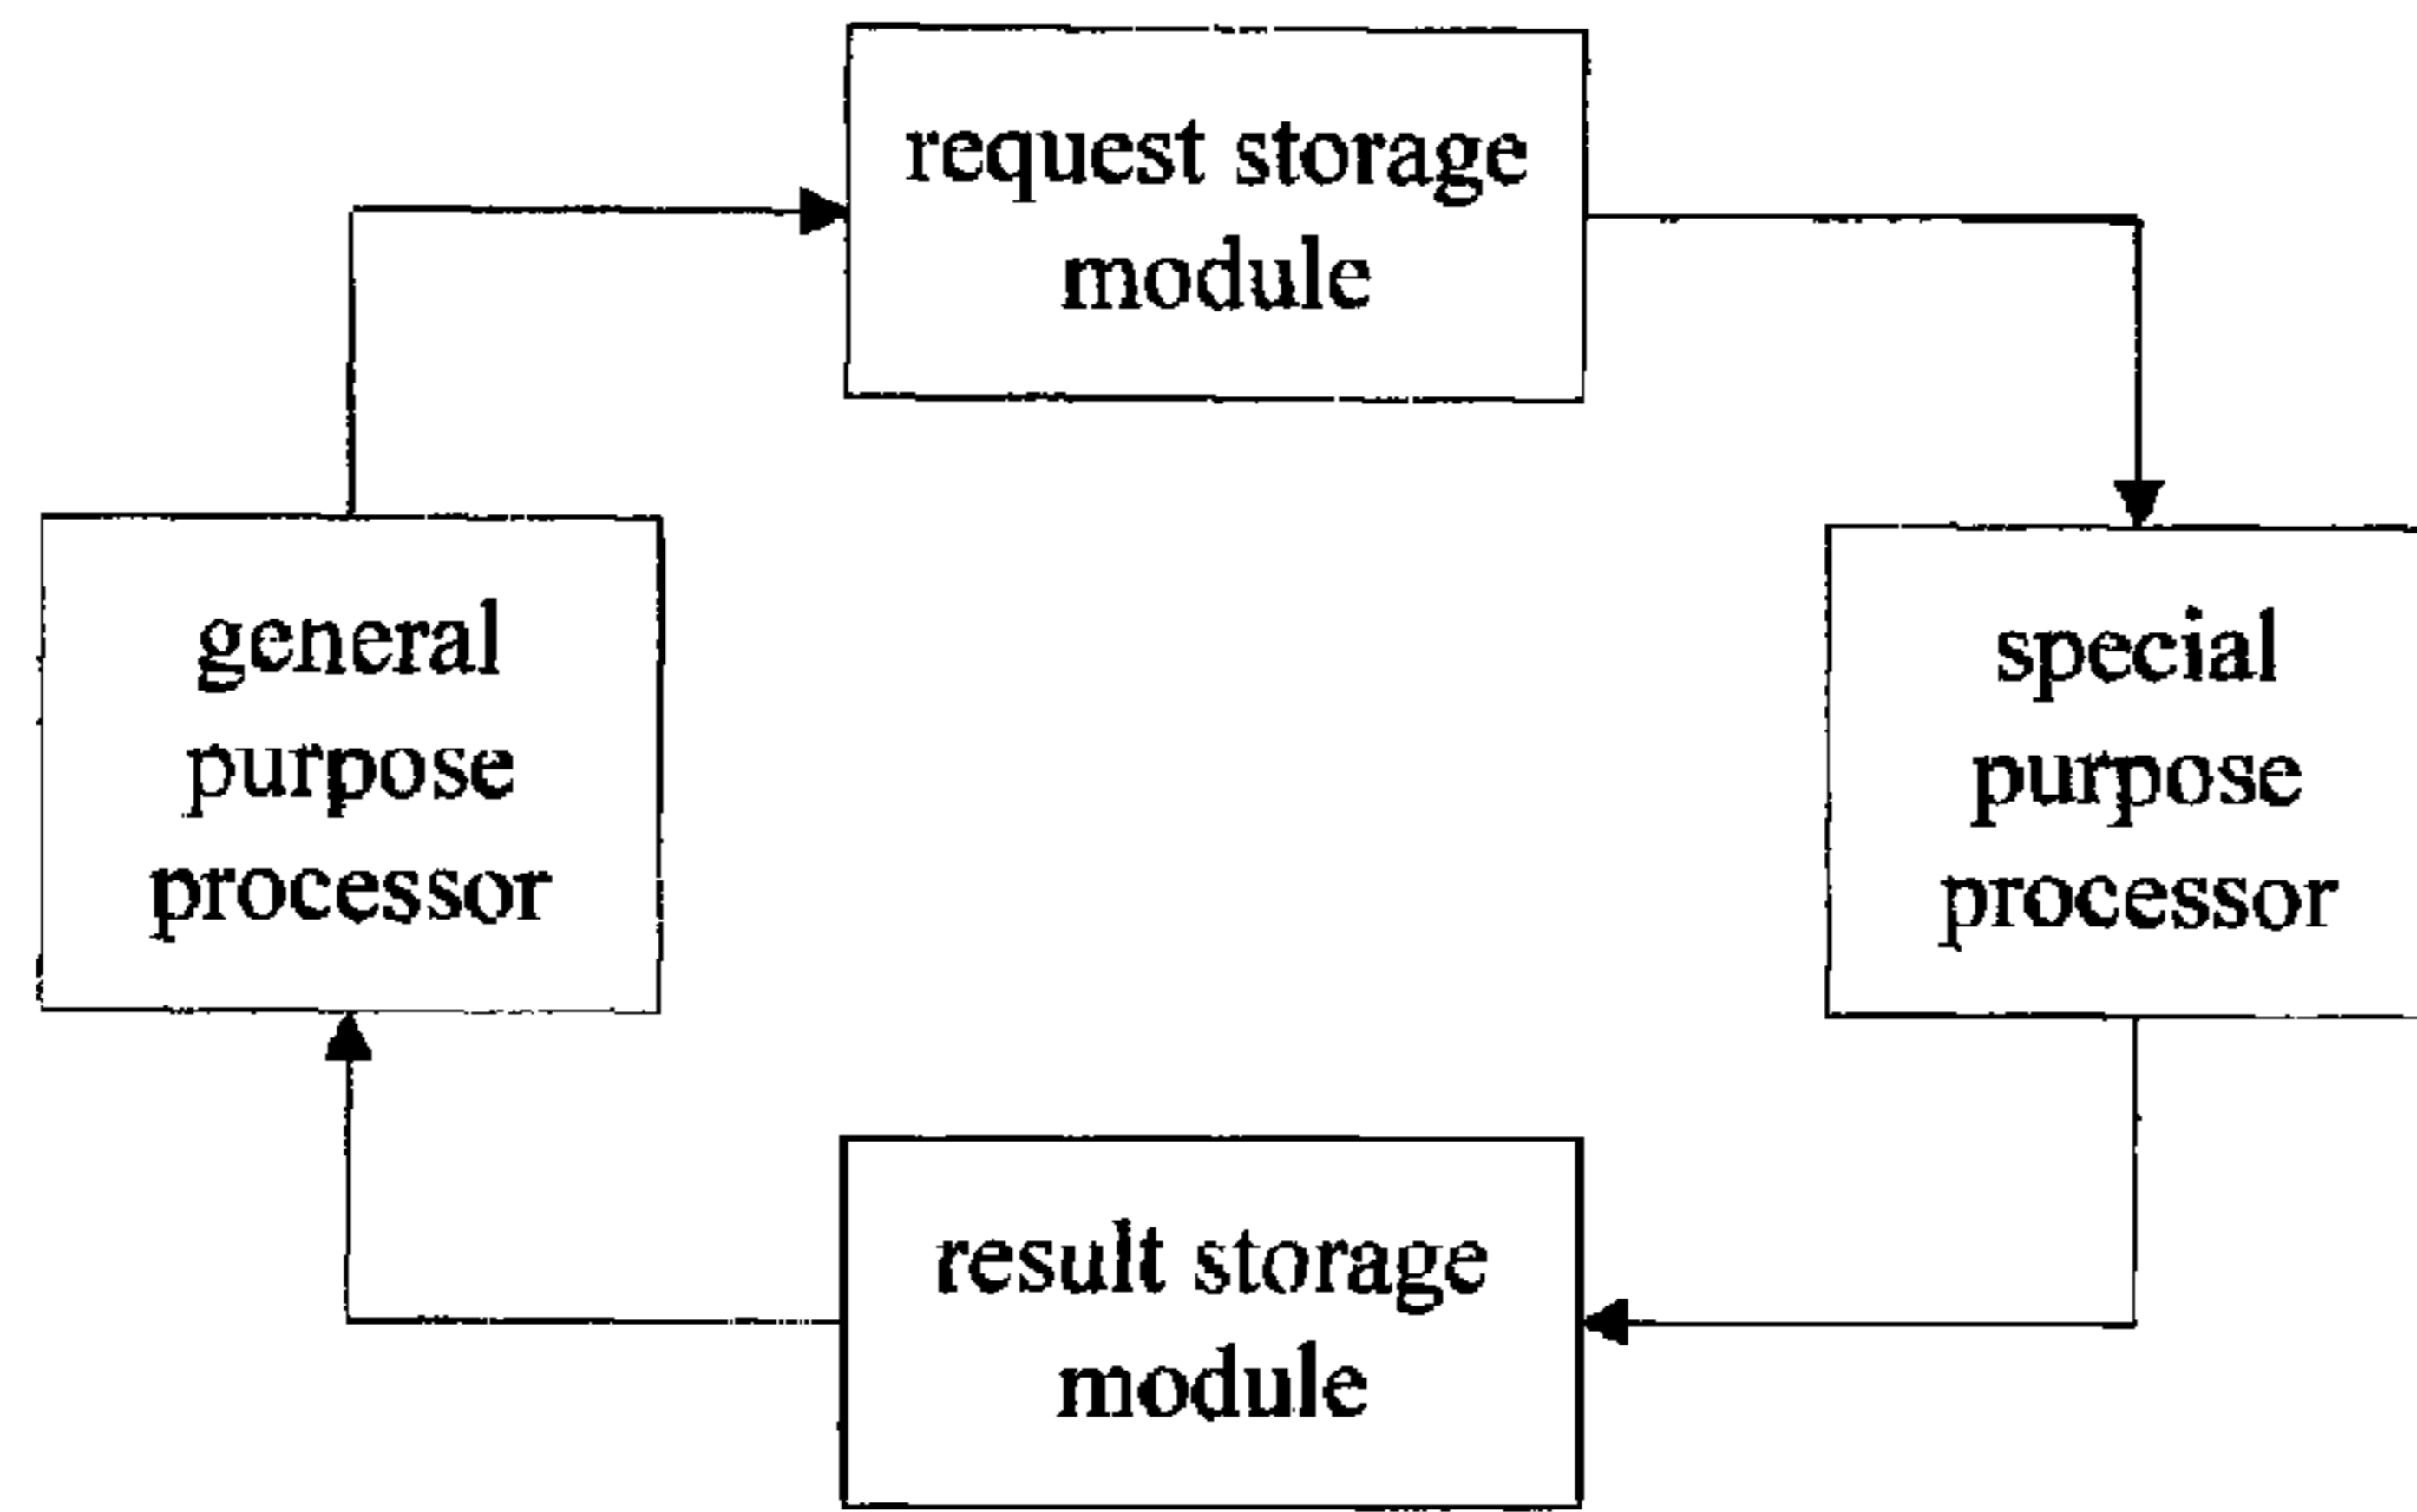 request storage
module
general
purpose
processor
special
purpose
processor
result storage
module